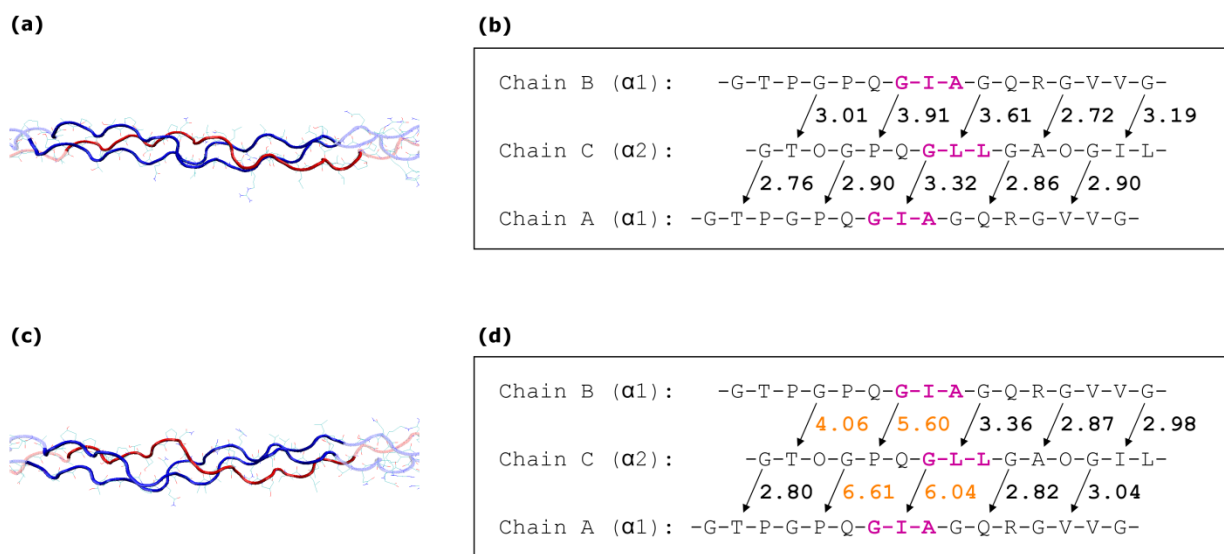 (a)
(b)
Chain B (α1): -G-T-P-G-P-Q-G-I-A-G-Q-R-G-V-V-G-
3.01 3.91 3.61 2.72 3.19
Chain C (α2): -G-T-O-G-P-Q-G-L-L-G-A-O-G-I-L-
2.76 2.90 3.32 2.86 2.90
Chain A (α1): -G-T-P-G-P-Q-G-I-A-G-Q-R-G-V-V-G-
(c)
(d)
Chain B (α1): -G-T-P-G-P-Q-G-I-A-G-Q-R-G-V-V-G-
4.06 5.60 3.36 2.87 2.98
Chain C (α2): -G-T-O-G-P-Q-G-L-L-G-A-O-G-I-L-
2.80 6.61 6.04 2.82 3.04
Chain A (α1): -G-T-P-G-P-Q-G-I-A-G-Q-R-G-V-V-G-